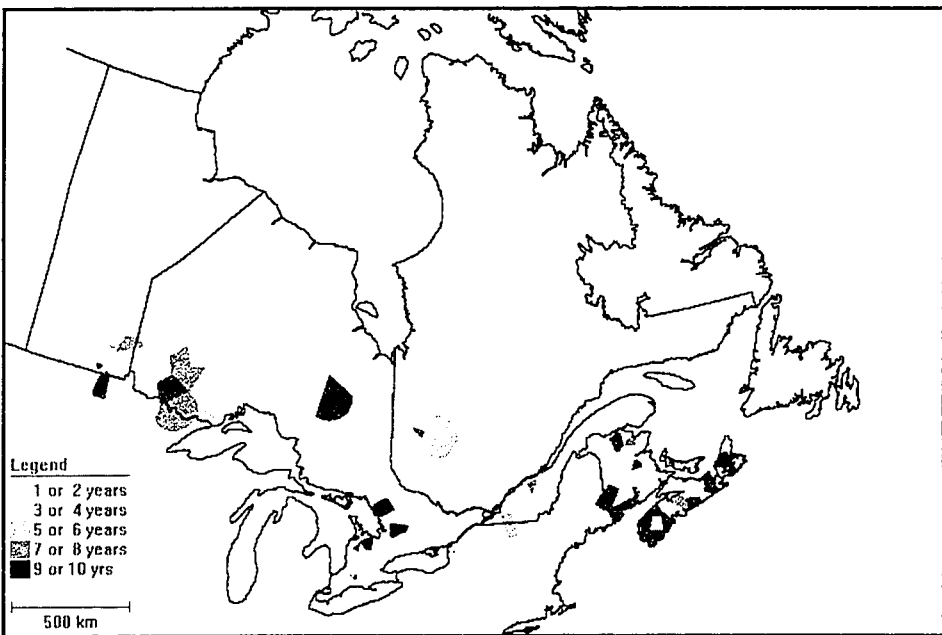 Legend
1 or 2 years
3 or 4 years
5 or 6 years
7 or 8 years
9 or 10 yrs
500 km